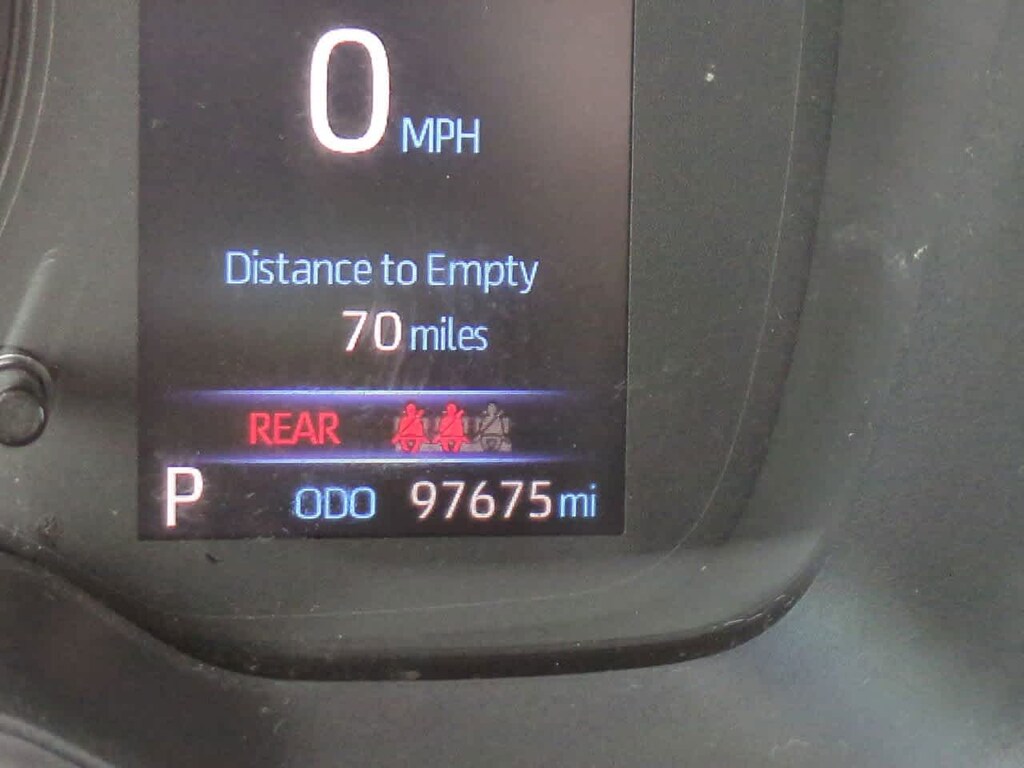 0 MPH
Distance to Empty
70 miles
REAR
P ODO 97675 mi